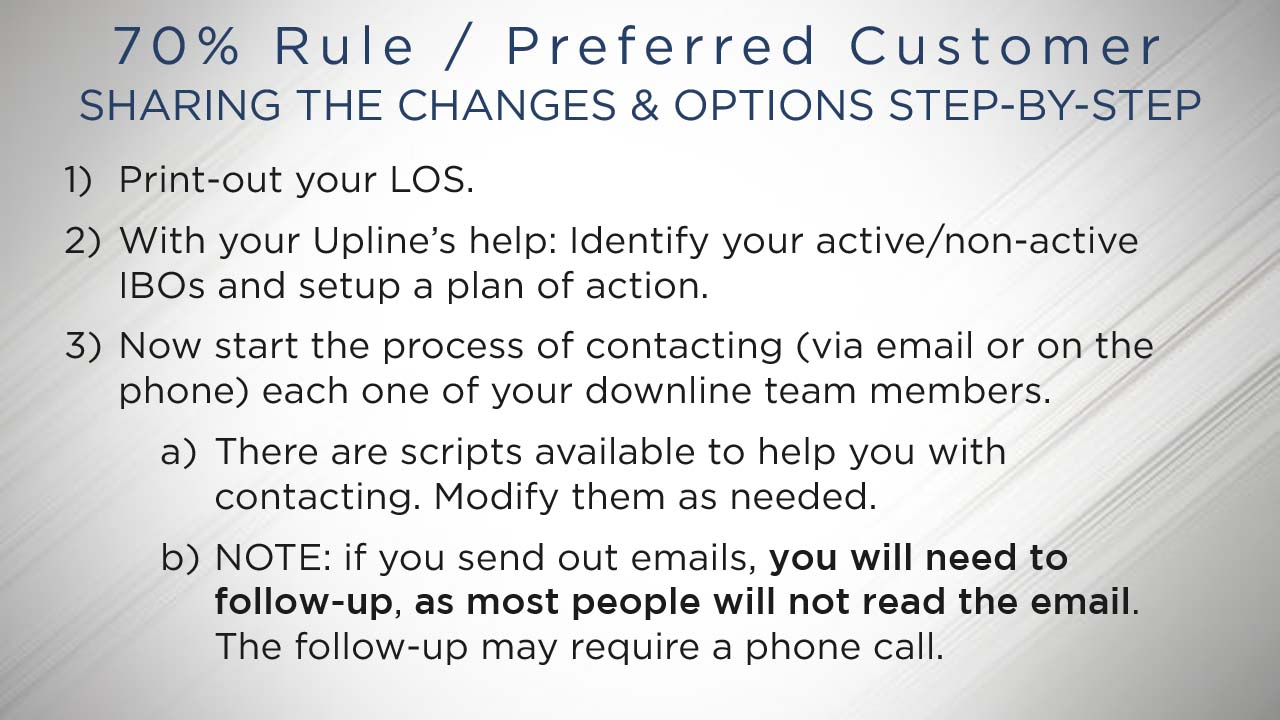 70% Rule / Preferred Customer
SHARING THE CHANGES & OPTIONS STEP-BY-STEP
1) Print-out your LOS.
2) With your Upline’s help: Identify your active/non-active
IBOs and setup a plan of action.
3) Now start the process of contacting (via email or on the
phone) each one of your downline team members.
a) There are scripts available to help you with
contacting. Modify them as needed.
b) NOTE: if you send out emails, you will need to
follow-up, as most people will not read the email.
The follow-up may require a phone call.